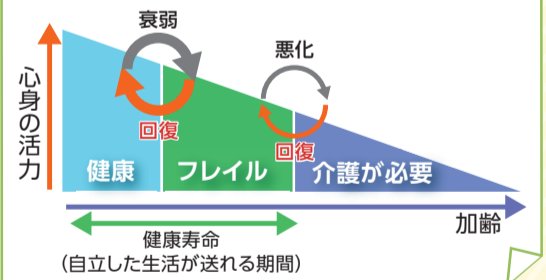 衰弱
悪化
心身の活力
回復
回復
健康
フレイル
介護が必要
加齢
健康寿命
(自立した生活が送れる期間)